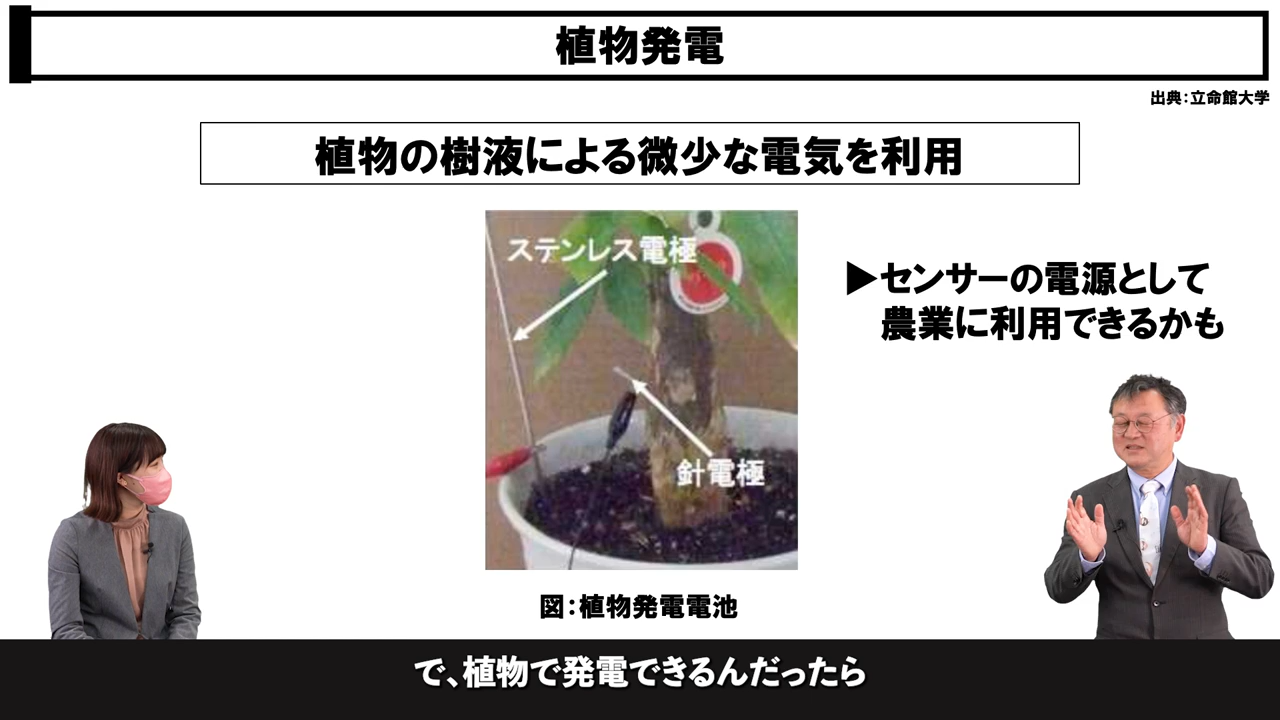 植物発電
出典：立命館大学
植物の樹液による微少な電気を利用
ステンレス電極
針電極
▶センサーの電源として
農業に利用できるかも
図：植物発電電池
で、植物で発電できるんだったら